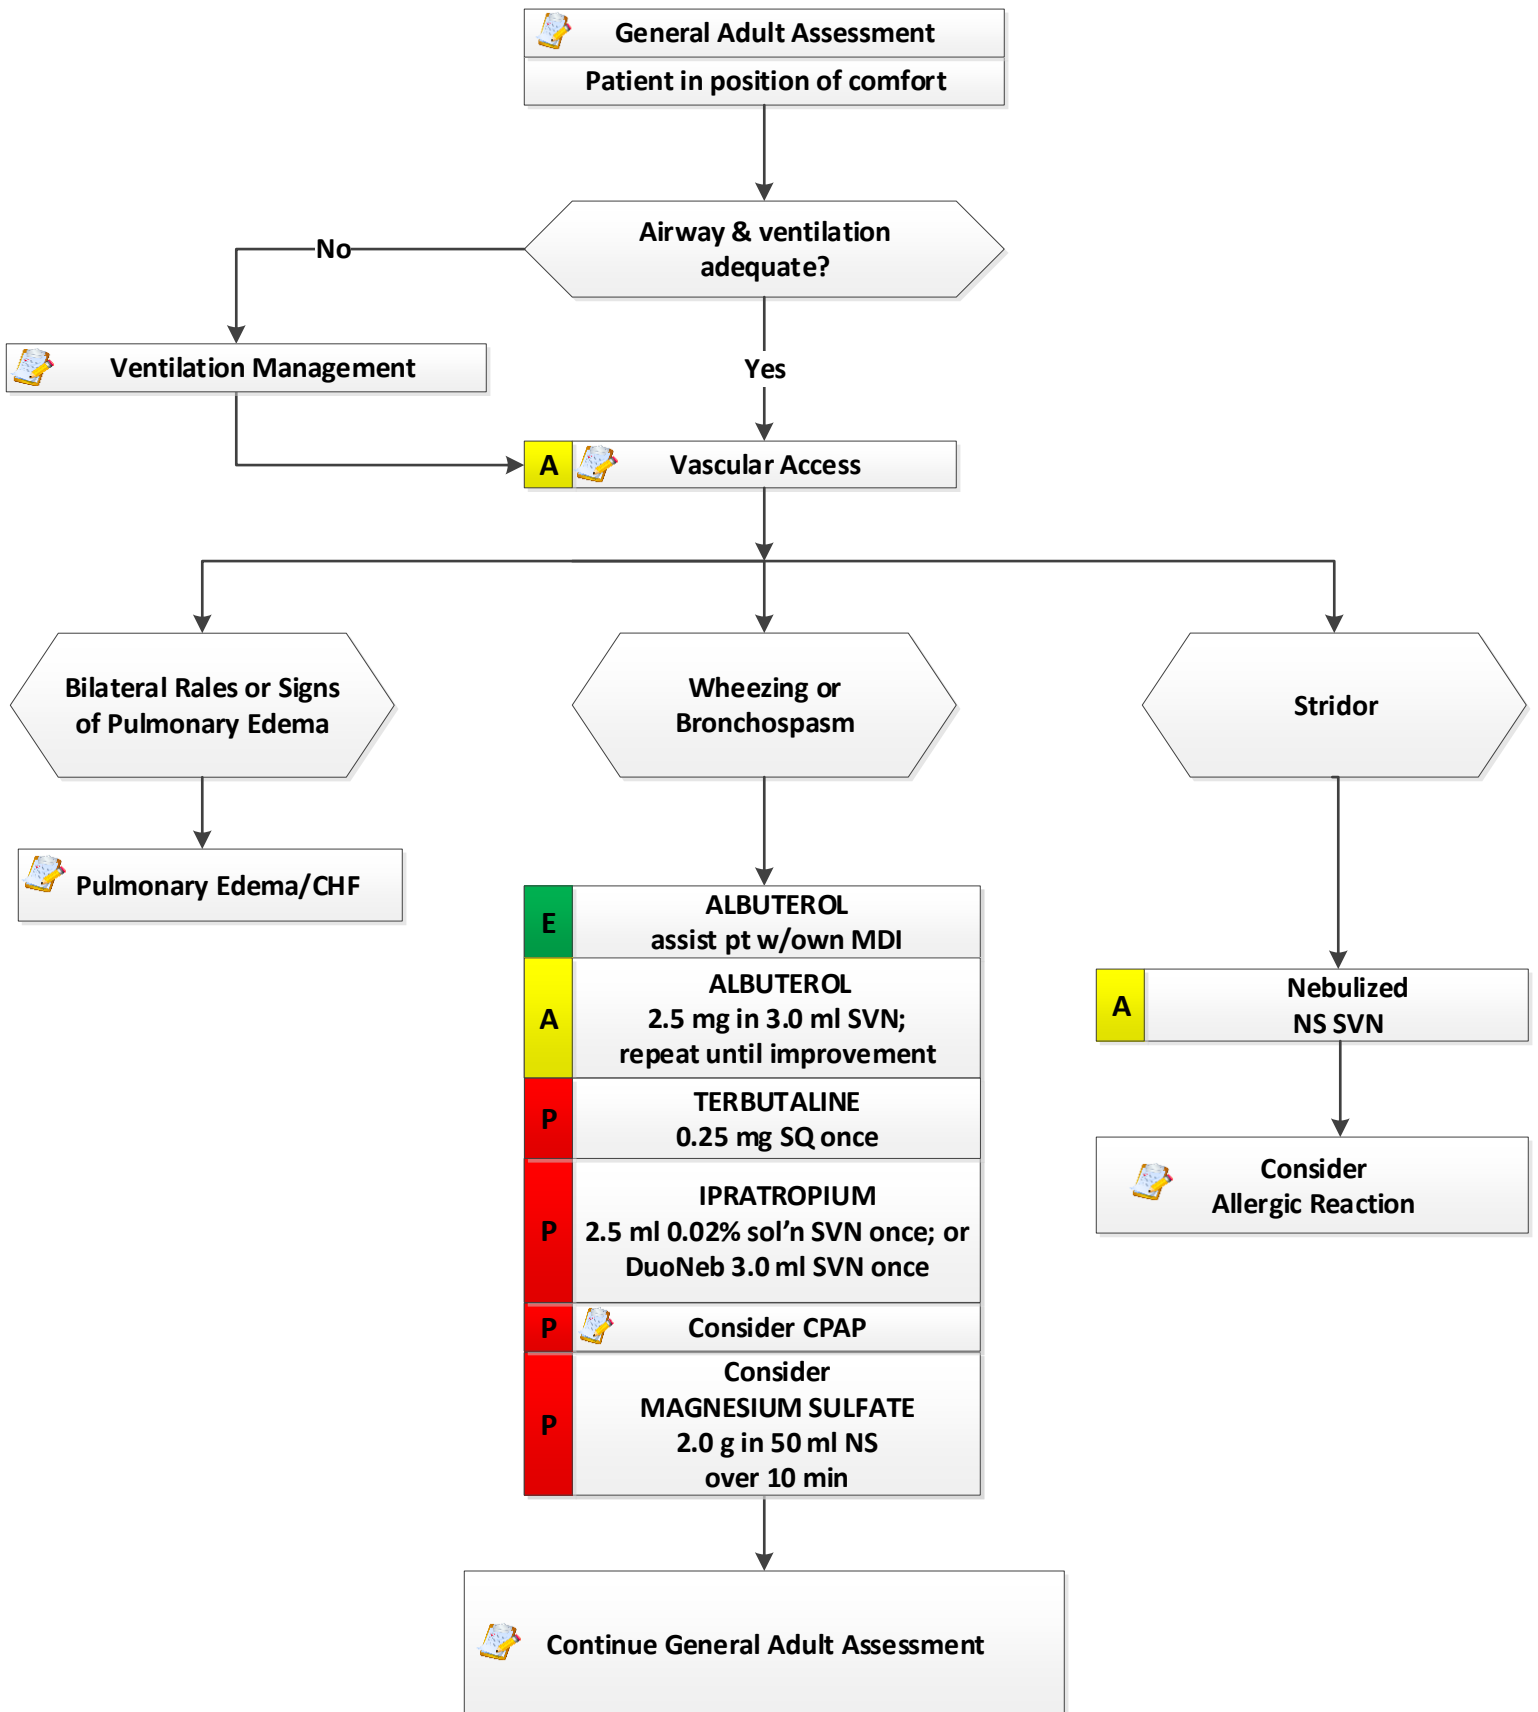 General Adult Assessment
Patient in position of comfort
Airway & ventilation
adequate?
No
Ventilation Management
Yes
A
Vascular Access
Bilateral Rales or Signs
of Pulmonary Edema
Wheezing or
Bronchospasm
Stridor
Pulmonary Edema/CHF
E
ALBUTEROL
assist pt w/own MDI
A
ALBUTEROL
2.5 mg in 3.0 ml SVN;
repeat until improvement
P
TERBUTALINE
0.25 mg SQ once
P
IPRATROPIUM
2.5 ml 0.02% sol’n SVN once; or
DuoNeb 3.0 ml SVN once
P
Consider CPAP
P
Consider
MAGNESIUM SULFATE
2.0 g in 50 ml NS
over 10 min
A
Nebulized
NS SVN
Consider
Allergic Reaction
Continue General Adult Assessment